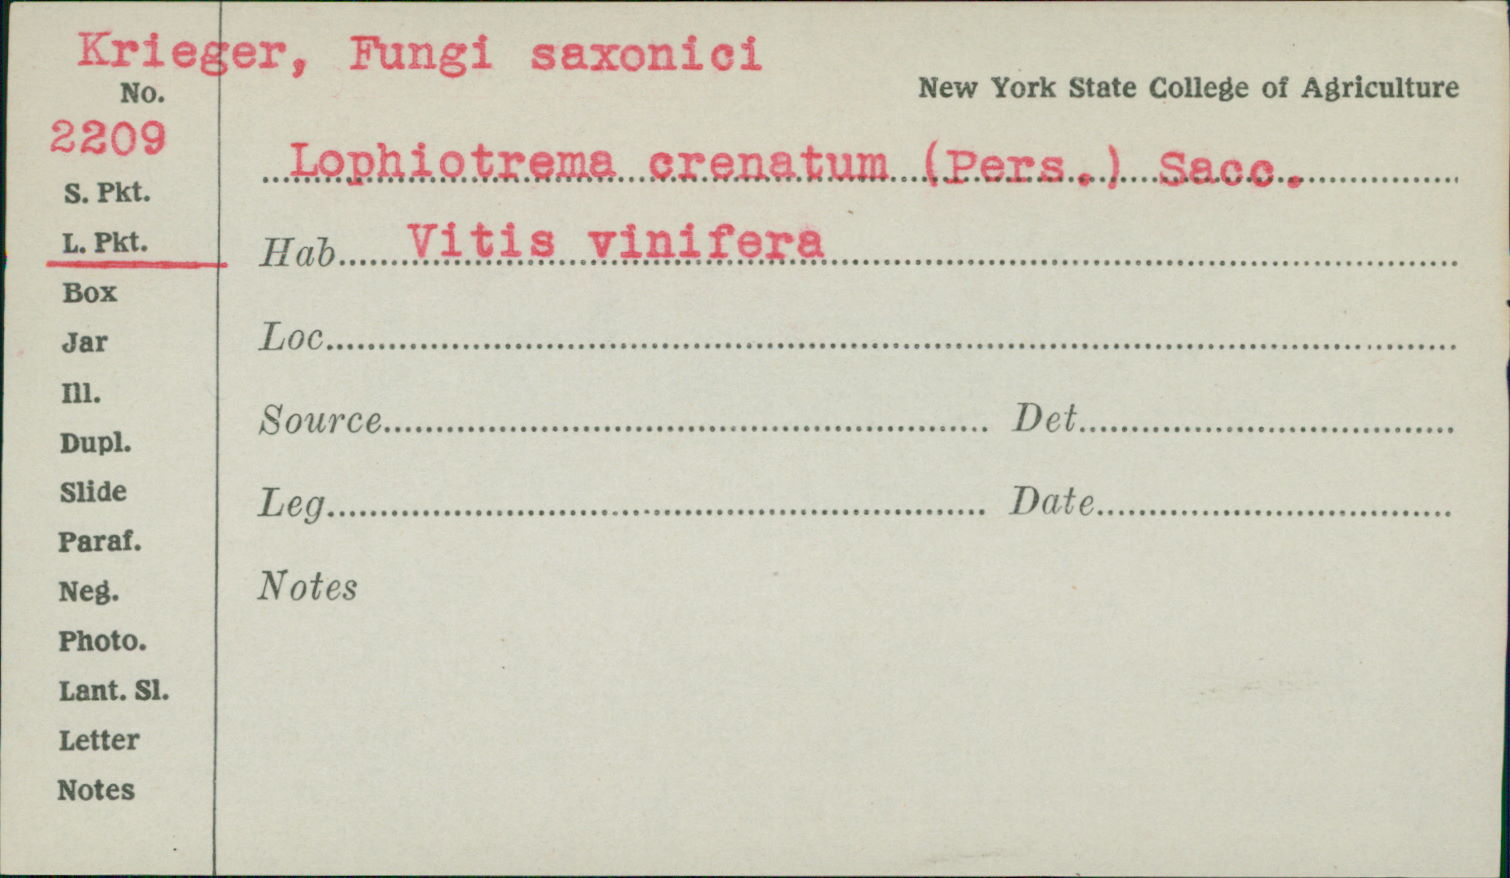 Krieger, Fungi saxonici
No.
New York State College of Agriculture
2209
Lophiotrema crenatum (Pers.) Sacc.
S. Pkt.
L. Pkt.
Hab. Vitis vinifera
Box
Jar
Loc.
Ill.
Source
Det.
Dupl.
Slide
Leg.
Date
Paraf.
Neg.
Notes
Photo.
Lant. Sl.
Letter
Notes